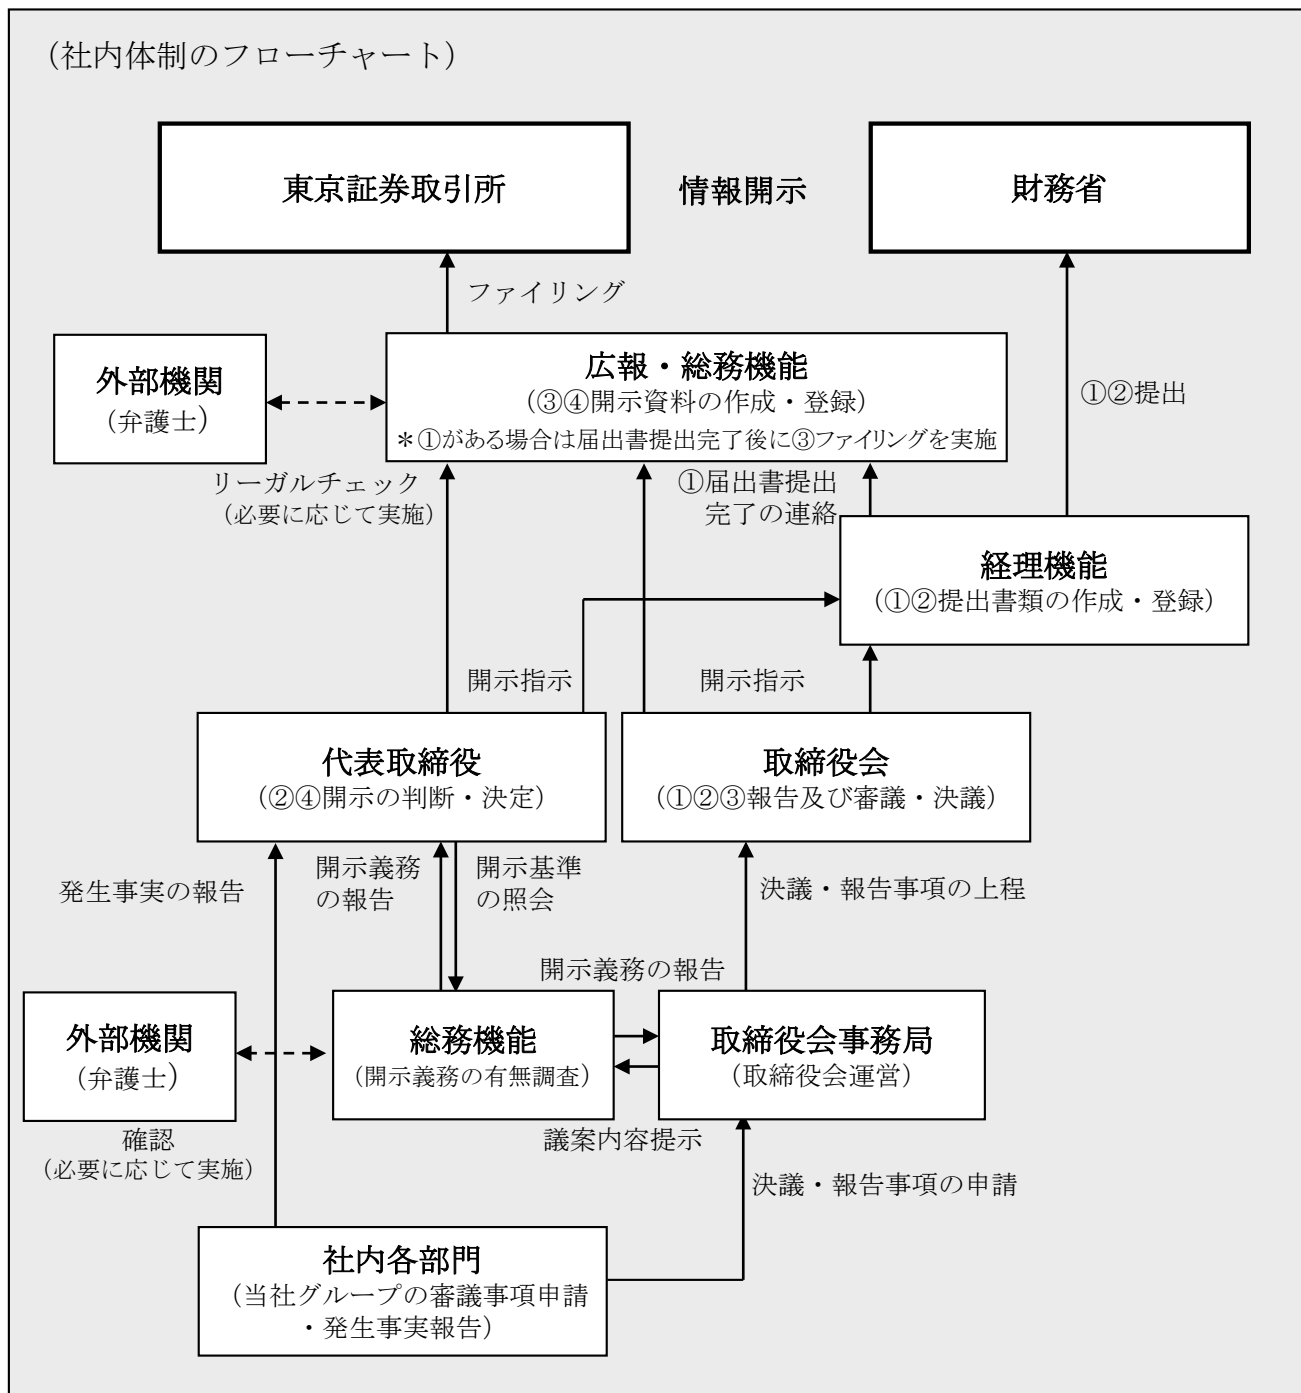 （社内体制のフローチャート）
東京証券取引所
情報開示
財務省
ファイリング
外部機関
（弁護士）
広報・総務機能
（③④開示資料の作成・登録）
＊①がある場合は届出書提出完了後に③ファイリングを実施
①②提出
リーガルチェック
（必要に応じて実施）
①届出書提出
完了の連絡
経理機能
（①②提出書類の作成・登録）
開示指示
開示指示
代表取締役
（②④開示の判断・決定）
取締役会
（①②③報告及び審議・決議）
発生事実の報告
開示義務
の報告
開示基準
の照会
決議・報告事項の上程
開示義務の報告
外部機関
（弁護士）
総務機能
（開示義務の有無調査）
取締役会事務局
（取締役会運営）
確認
（必要に応じて実施）
議案内容提示
決議・報告事項の申請
社内各部門
（当社グループの審議事項申請
・発生事実報告）